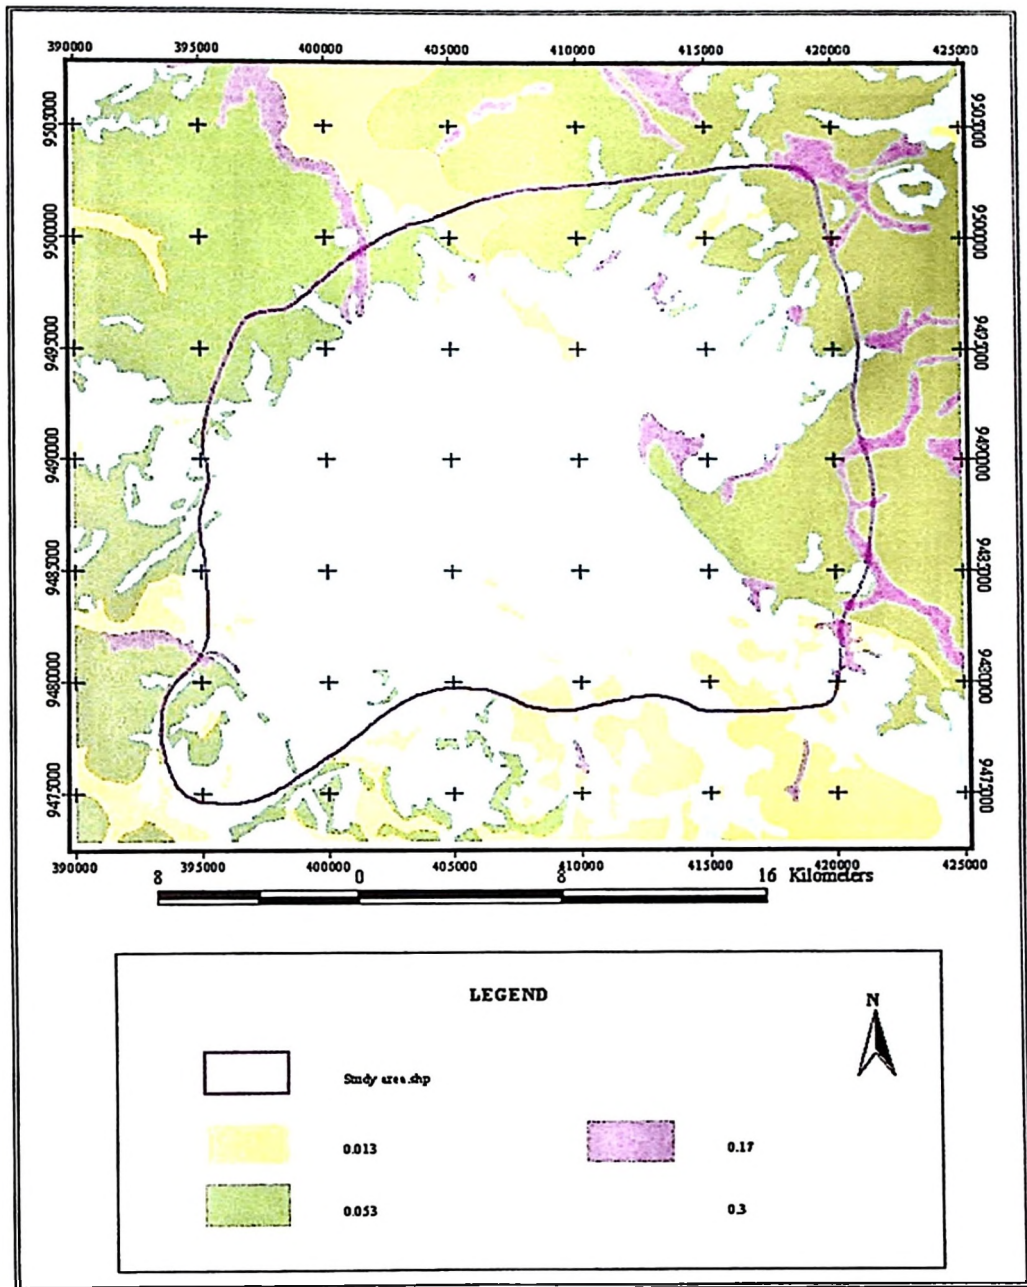 390000 395000 400000 405000 410000 415000 420000 425000
9505000 9505000
9500000 9500000
9495000 9495000
9490000 9490000
9485000 9485000
9480000 9480000
9475000 9475000
390000 395000 400000 405000 410000 415000 420000 425000
8 0 8 16 Kilometers
LEGEND
N
Study area.shp
0.013 0.17
0.053 0.3